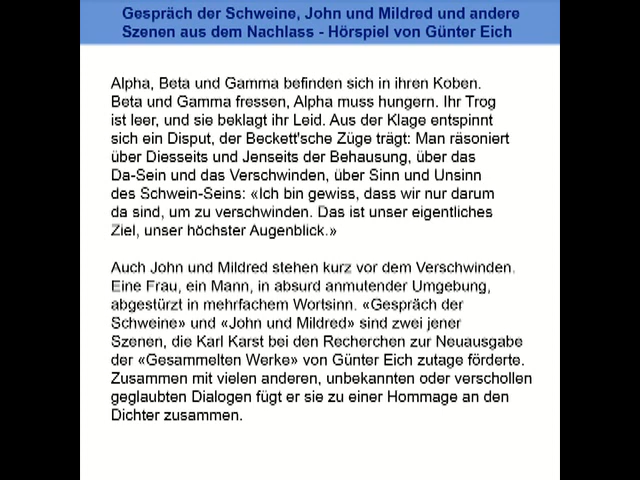 Gespräch der Schweine, John und Mildred und andere
Szenen aus dem Nachlass - Hörspiel von Günter Eich
Alpha, Beta und Gamma befinden sich in ihren Koben.
Beta und Gamma fressen, Alpha muss hungern. Ihr Trog
ist leer, und sie beklagt ihr Leid. Aus der Klage entspinnt
sich ein Disput, der Beckett'sche Züge trägt: Man räsoniert
über Diesseits und Jenseits der Behausung, über das
Da-Sein und das Verschwinden, über Sinn und Unsinn
des Schwein-Seins: «Ich bin gewiss, dass wir nur darum
da sind, um zu verschwinden. Das ist unser eigentliches
Ziel, unser höchster Augenblick.»
Auch John und Mildred stehen kurz vor dem Verschwinden.
Eine Frau, ein Mann, in absurd anmutender Umgebung,
abgestürzt in mehrfachem Wortsinn. «Gespräch der
Schweine» und «John und Mildred» sind zwei jener
Szenen, die Karl Karst bei den Recherchen zur Neuausgabe
der «Gesammelten Werke» von Günter Eich zutage förderte.
Zusammen mit vielen anderen, unbekannten oder verschollen
geglaubten Dialogen fügt er sie zu einer Hommage an den
Dichter zusammen.